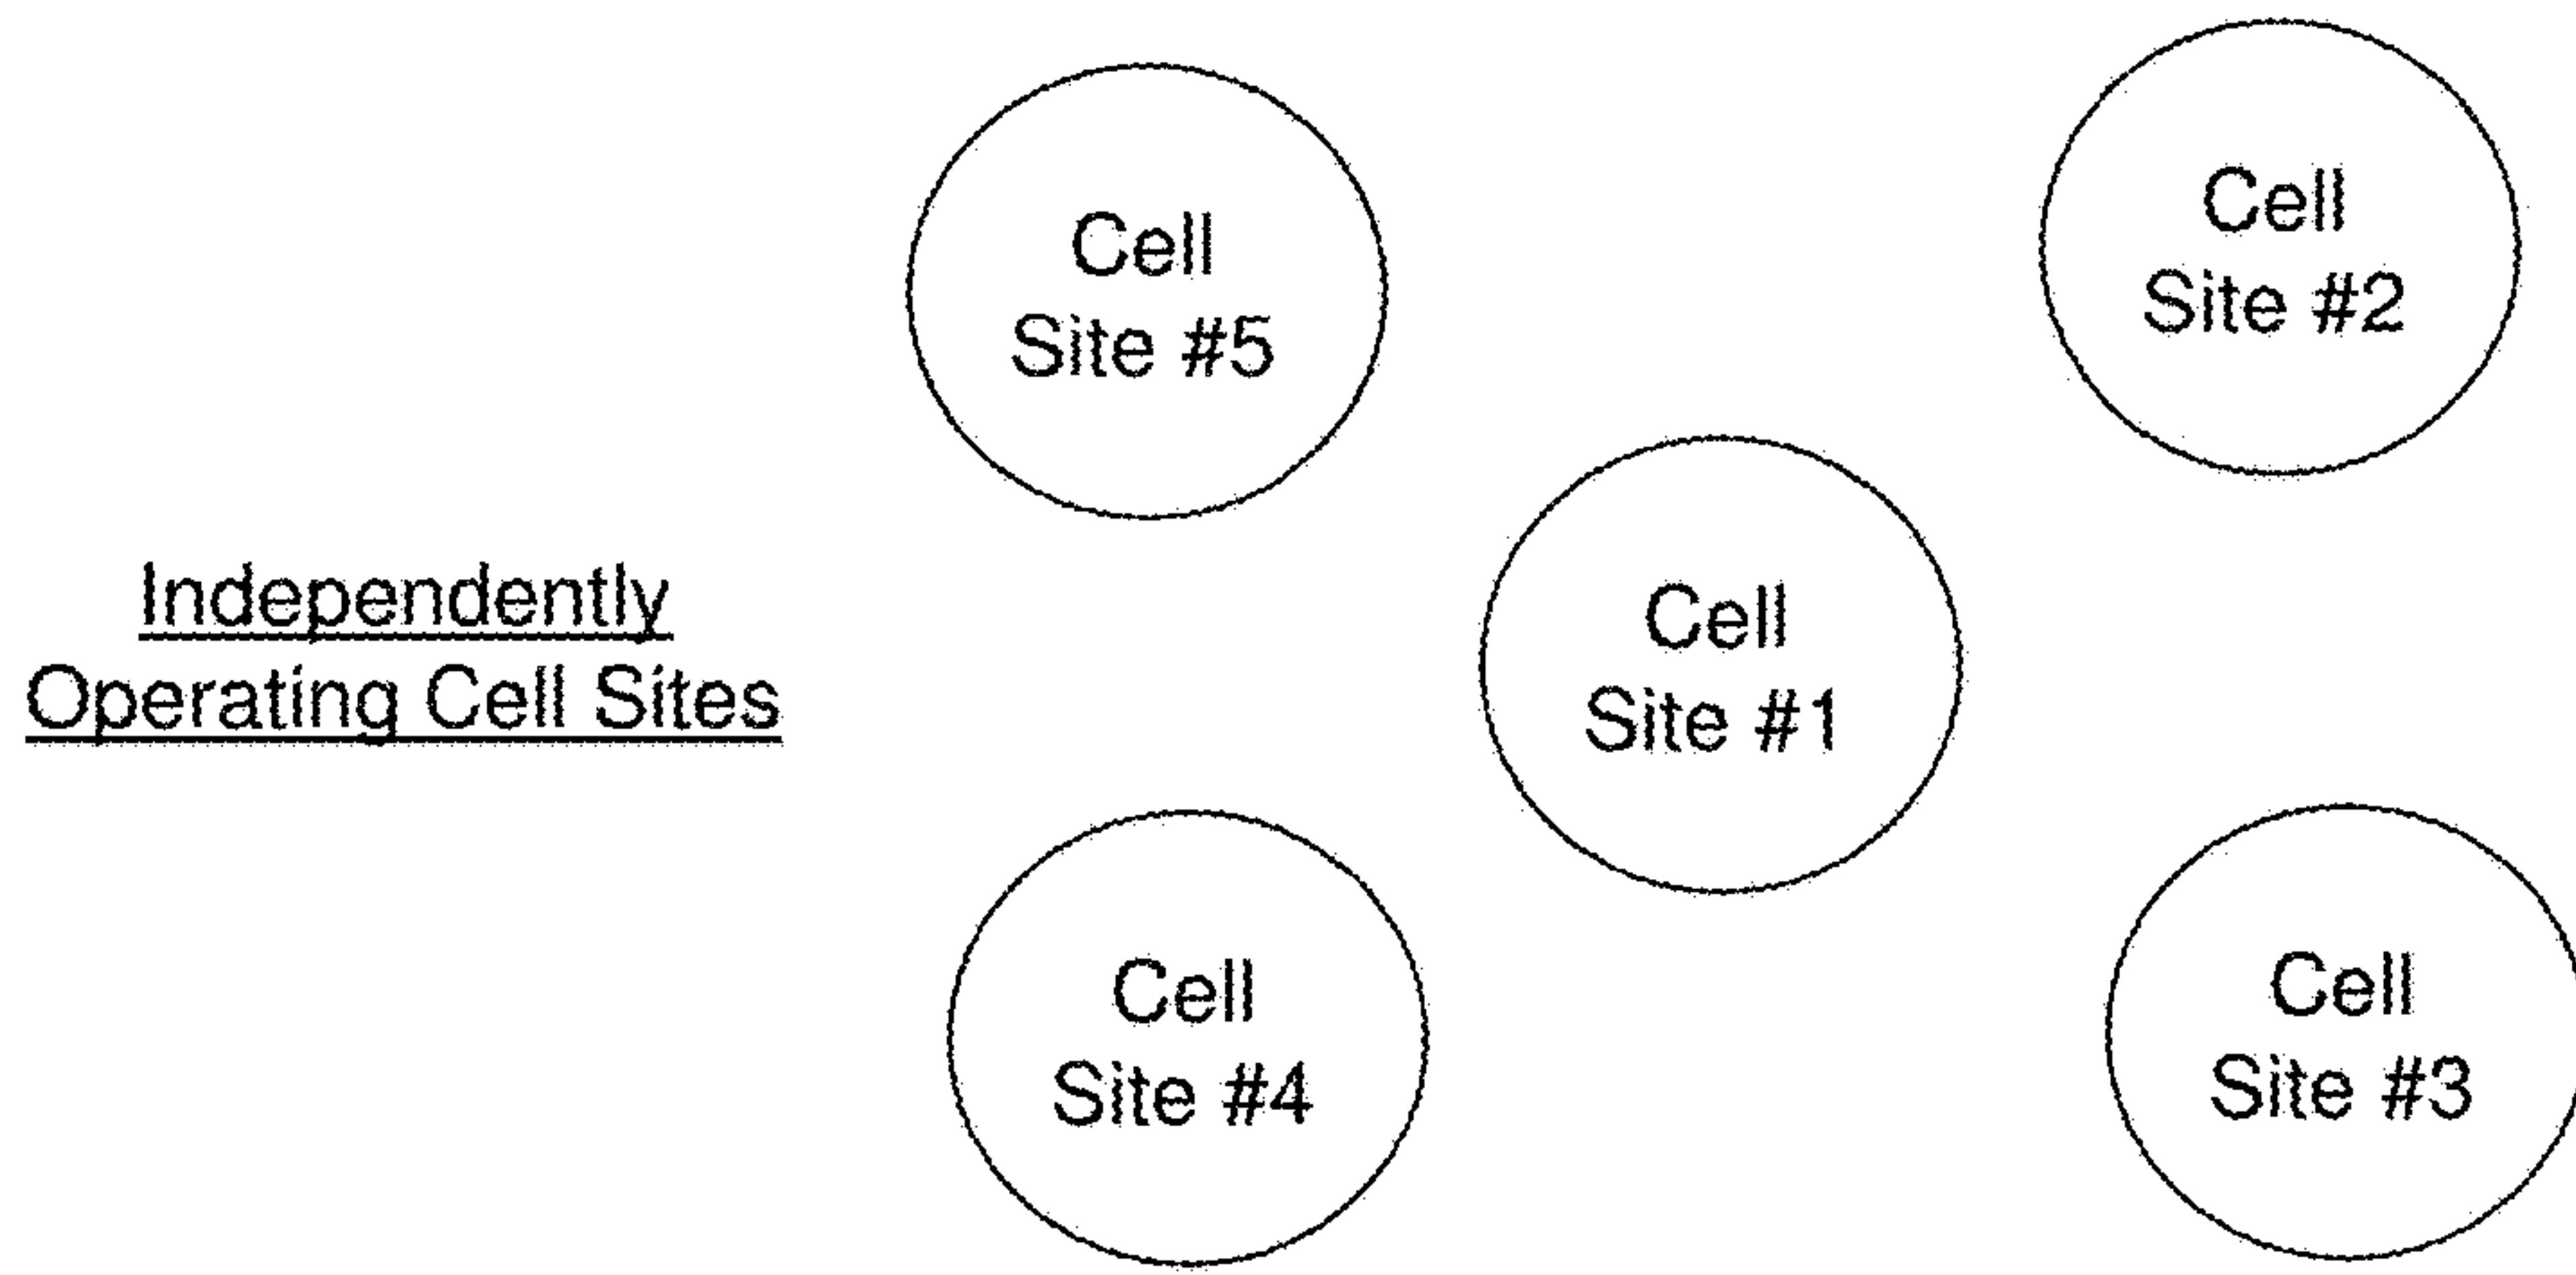 Cell
Site #5
Cell
Site #2
Independently
Operating Cell Sites
Cell
Site #1
Cell
Site #4
Cell
Site #3